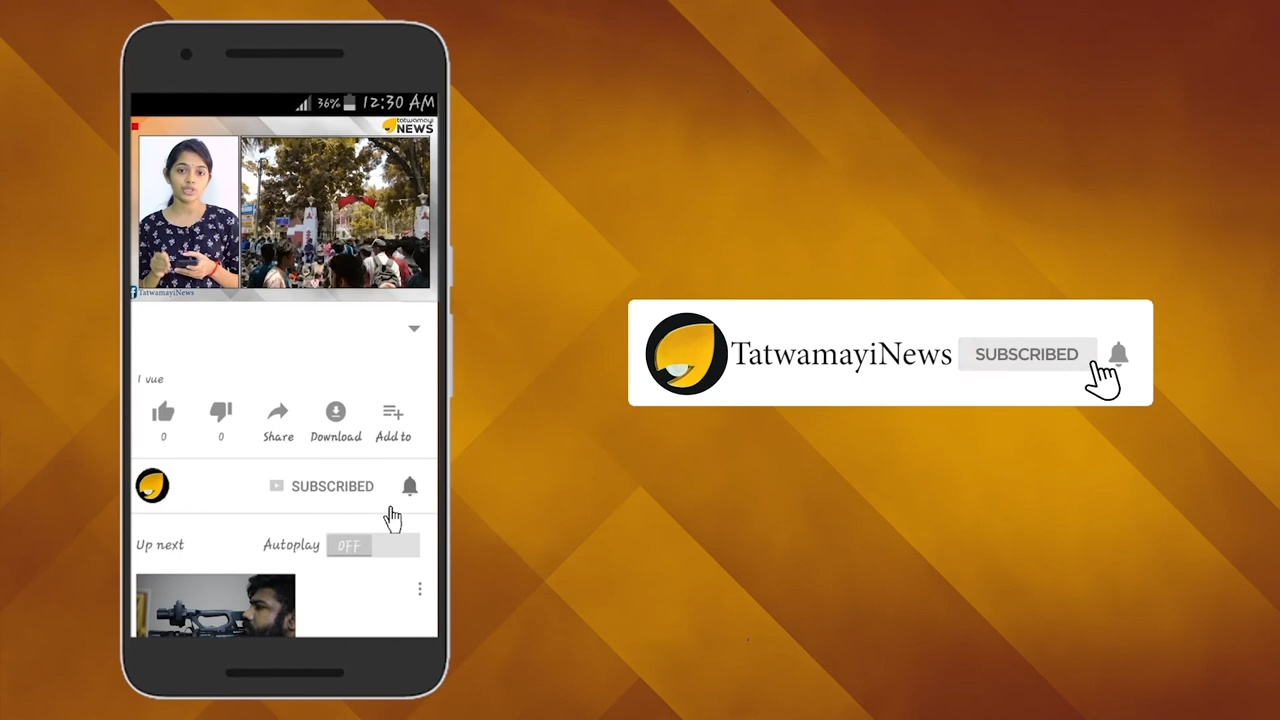 36% 12:30 AM
tatwamayi
NEWS
TatwamayiNews
1 vue
0 0 Share Download Add to
SUBSCRIBED
Up next Autoplay OFF
TatwamayiNews SUBSCRIBED